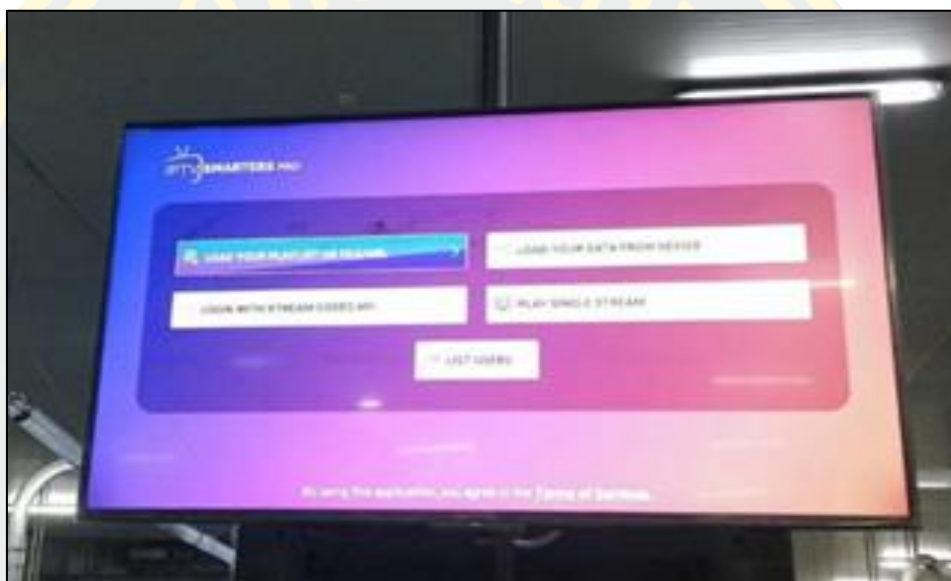 IPTV SMARTERS PRO
LOAD YOUR PLAYLIST OR FILE/URL
LOAD YOUR DATA FROM DEVICE
LOGIN WITH XTREAM CODES API
PLAY SINGLE STREAM
LIST USERS
By using this application, you agree to the Terms of Services.